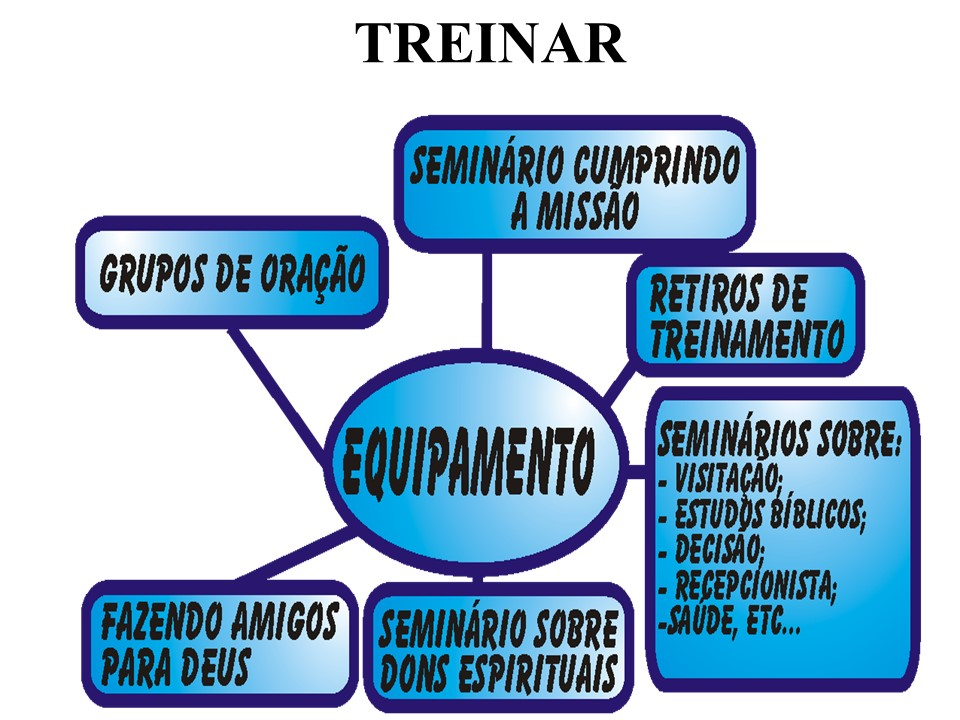 TREINAR
SEMINÁRIO CUMPRINDO
A MISSÃO
GRUPOS DE ORAÇÃO
RETIROS DE
TREINAMENTO
EQUIPAMENTO
SEMINÁRIOS SOBRE:
- VISITAÇÃO;
- ESTUDOS BÍBLICOS;
- DECISÃO;
- RECEPCIONISTA;
-SAÚDE, ETC...
FAZENDO AMIGOS
PARA DEUS
SEMINÁRIO SOBRE
DONS ESPIRITUAIS